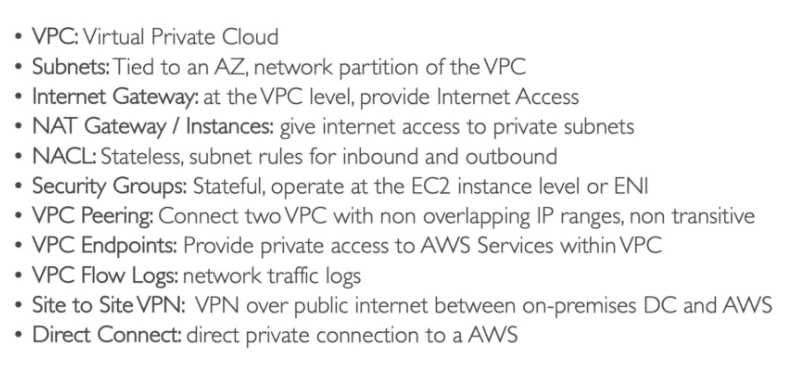 • VPC: Virtual Private Cloud
• Subnets: Tied to an AZ, network partition of the VPC
• Internet Gateway: at the VPC level, provide Internet Access
• NAT Gateway / Instances: give internet access to private subnets
• NACL: Stateless, subnet rules for inbound and outbound
• Security Groups: Stateful, operate at the EC2 instance level or ENI
• VPC Peering: Connect two VPC with non overlapping IP ranges, non transitive
• VPC Endpoints: Provide private access to AWS Services within VPC
• VPC Flow Logs: network traffic logs
• Site to Site VPN: VPN over public internet between on-premises DC and AWS
• Direct Connect: direct private connection to a AWS